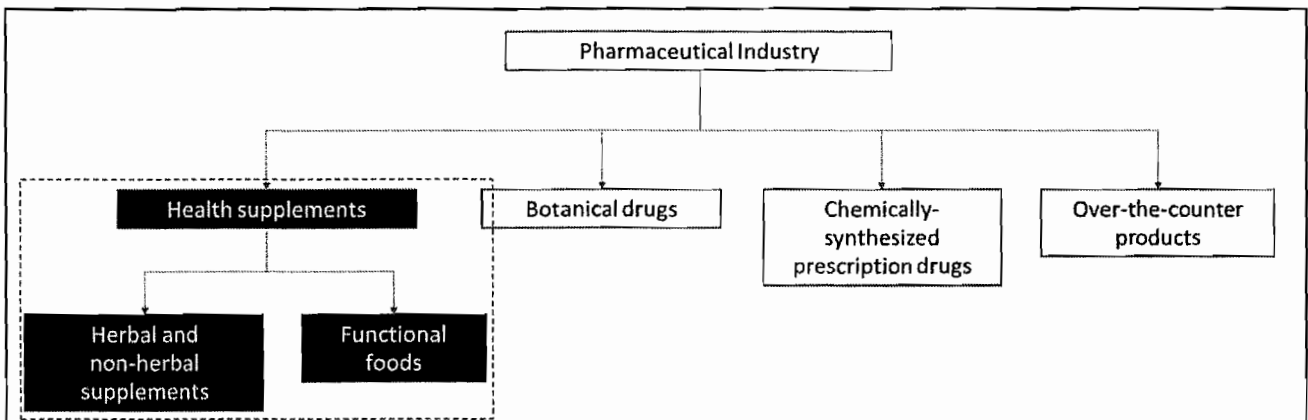 Pharmaceutical Industry
Health supplements
Botanical drugs
Chemically-
synthesized
prescription drugs
Over-the-counter
products
Herbal and
non-herbal
supplements
Functional
foods